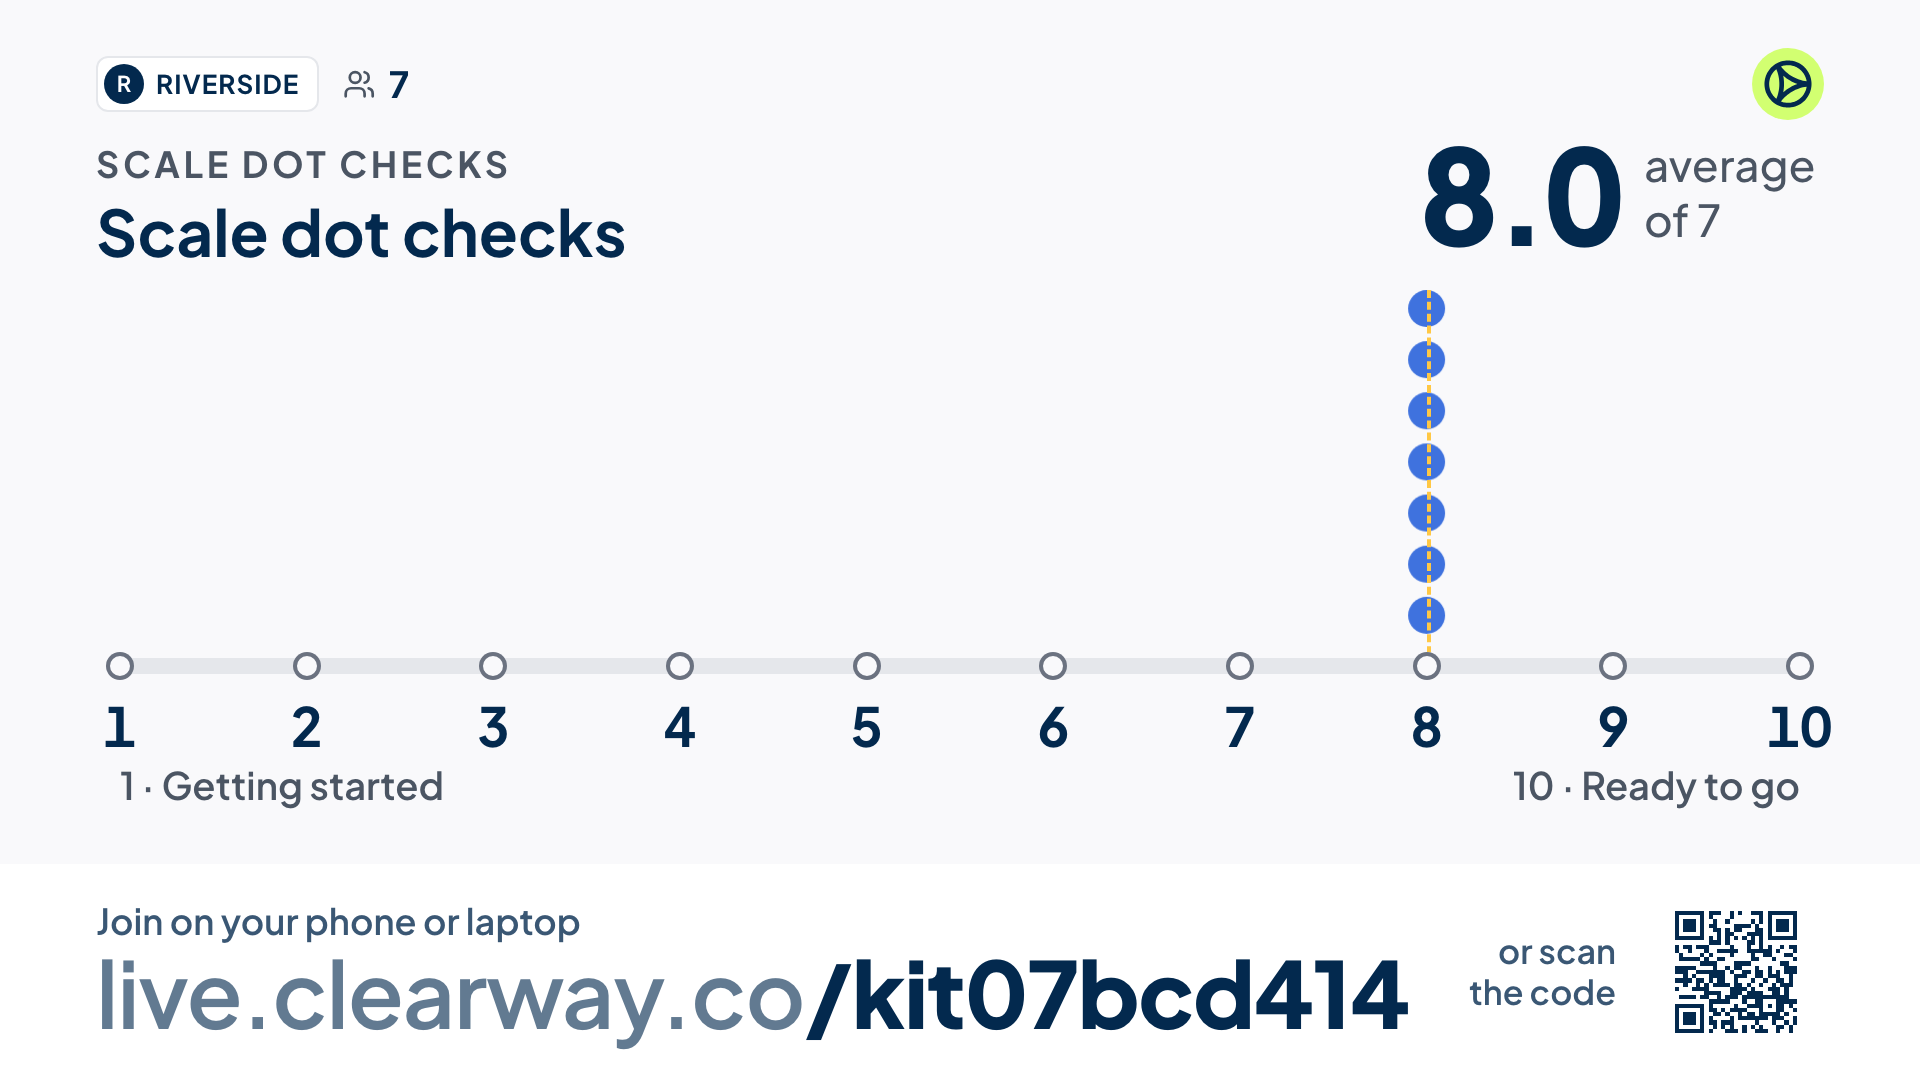 R RIVERSIDE 7
SCALE DOT CHECKS
Scale dot checks
8.0 average
of 7
1 2 3 4 5 6 7 8 9 10
1 · Getting started
10 · Ready to go
Join on your phone or laptop
live.clearway.co/kit07bcd414
or scan
the code